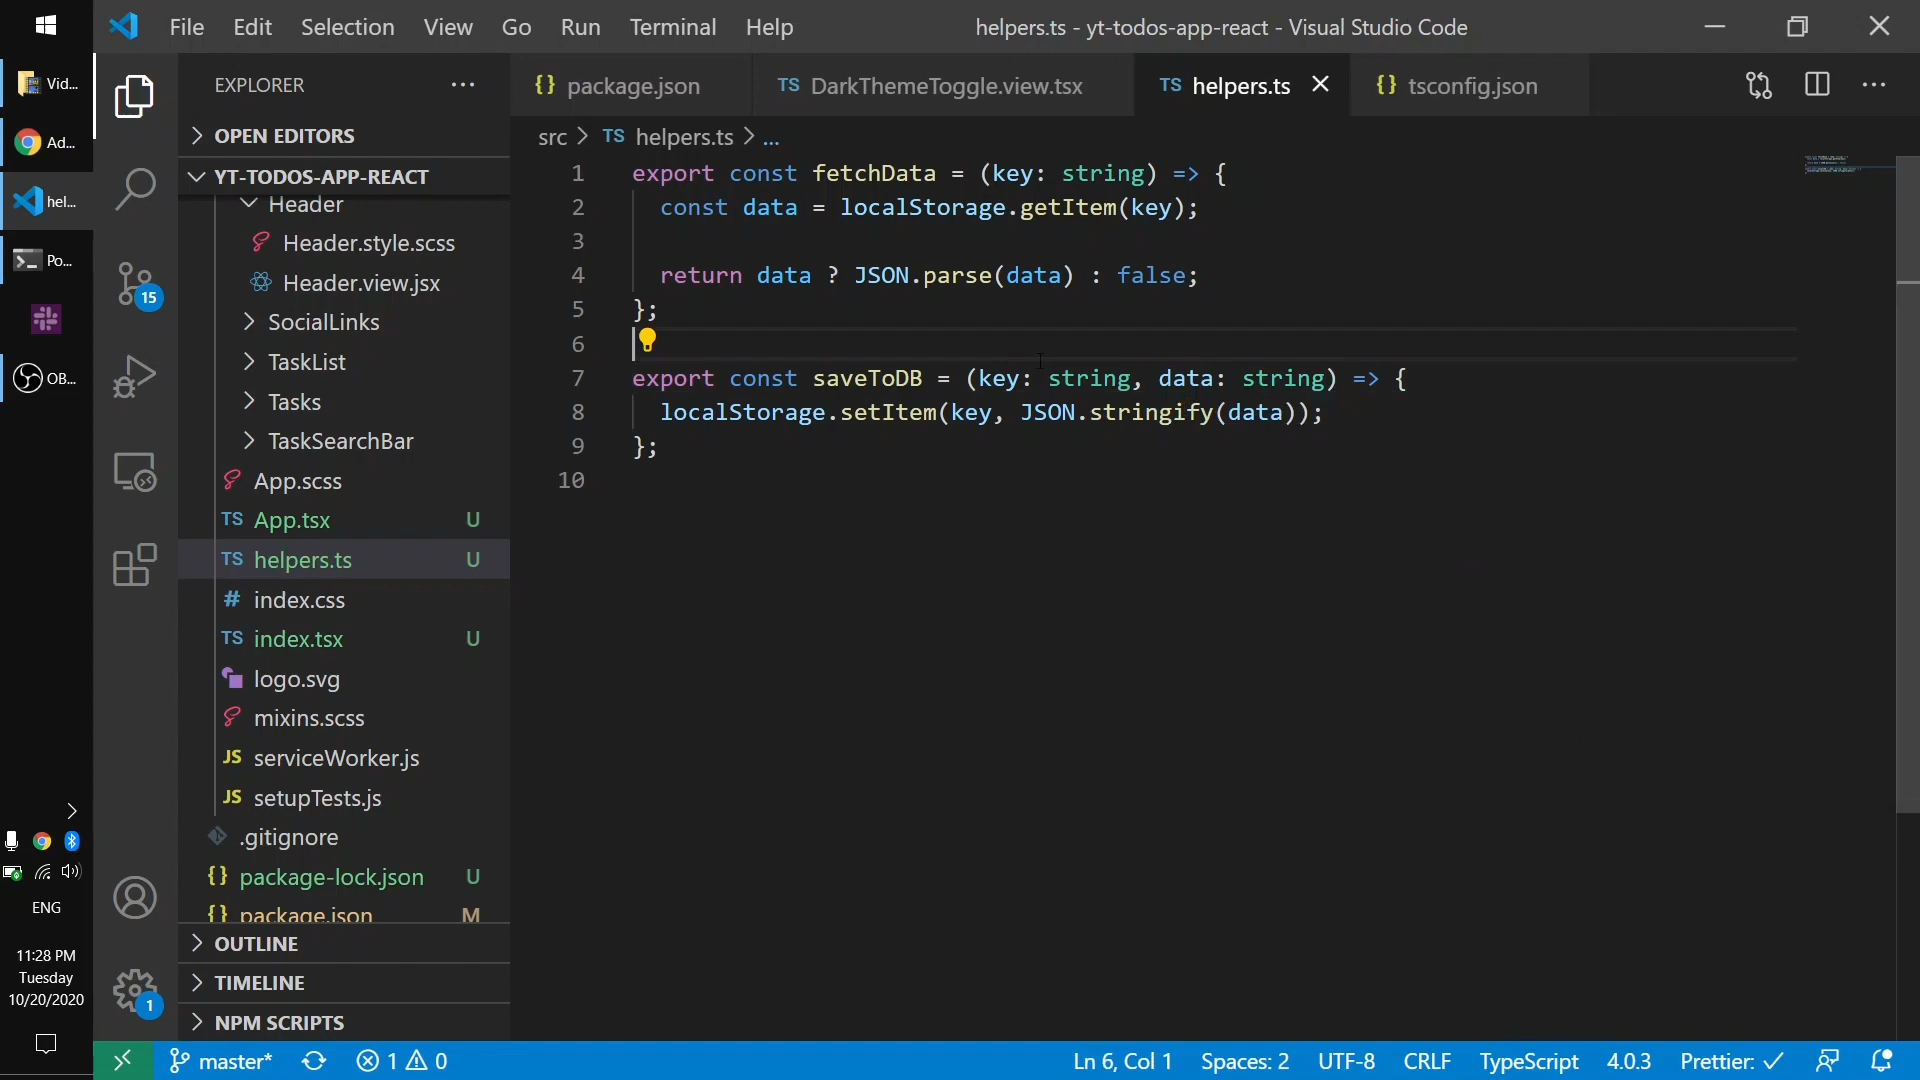 File Edit Selection View Go Run Terminal Help
helpers.ts - yt-todos-app-react - Visual Studio Code
Vid...
Ad...
hel...
Po...
OB...
ENG
11:28 PM
Tuesday
10/20/2020
15
1
EXPLORER
OPEN EDITORS
YT-TODOS-APP-REACT
Header
Header.style.scss
Header.view.jsx
SocialLinks
TaskList
Tasks
TaskSearchBar
App.scss
TS App.tsx U
TS helpers.ts U
# index.css
TS index.tsx U
logo.svg
mixins.scss
JS serviceWorker.js
JS setupTests.js
.gitignore
{} package-lock.json U
{} package.json M
OUTLINE
TIMELINE
NPM SCRIPTS
{} package.json TS DarkThemeToggle.view.tsx TS helpers.ts {} tsconfig.json
src > TS helpers.ts > ...
1 export const fetchData = (key: string) => {
2 const data = localStorage.getItem(key);
3
4 return data ? JSON.parse(data) : false;
5 };
6
7 export const saveToDB = (key: string, data: string) => {
8 localStorage.setItem(key, JSON.stringify(data));
9 };
10
master* 1 0
Ln 6, Col 1 Spaces: 2 UTF-8 CRLF TypeScript 4.0.3 Prettier: ✓